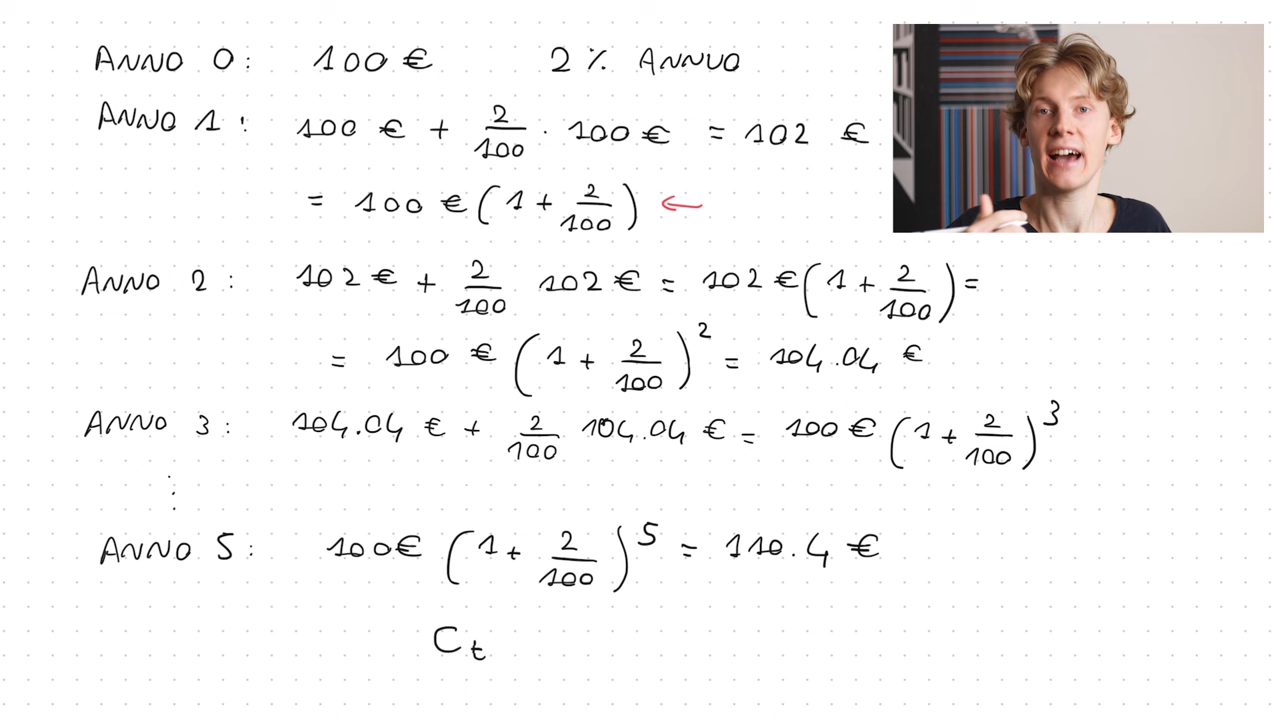 ANNO 0: 100 € 2 % ANNUO
ANNO 1: 100 € + 2/100 · 100 € = 102 €
= 100 € (1 + 2/100) ←
ANNO 2: 102 € + 2/100 102 € = 102 € (1 + 2/100) =
= 100 € (1 + 2/100)² = 104.04 €
ANNO 3: 104.04 € + 2/100 104.04 € = 100 € (1 + 2/100)³
⋮
ANNO 5: 100 € (1 + 2/100)⁵ = 110.4 €
Cₜ